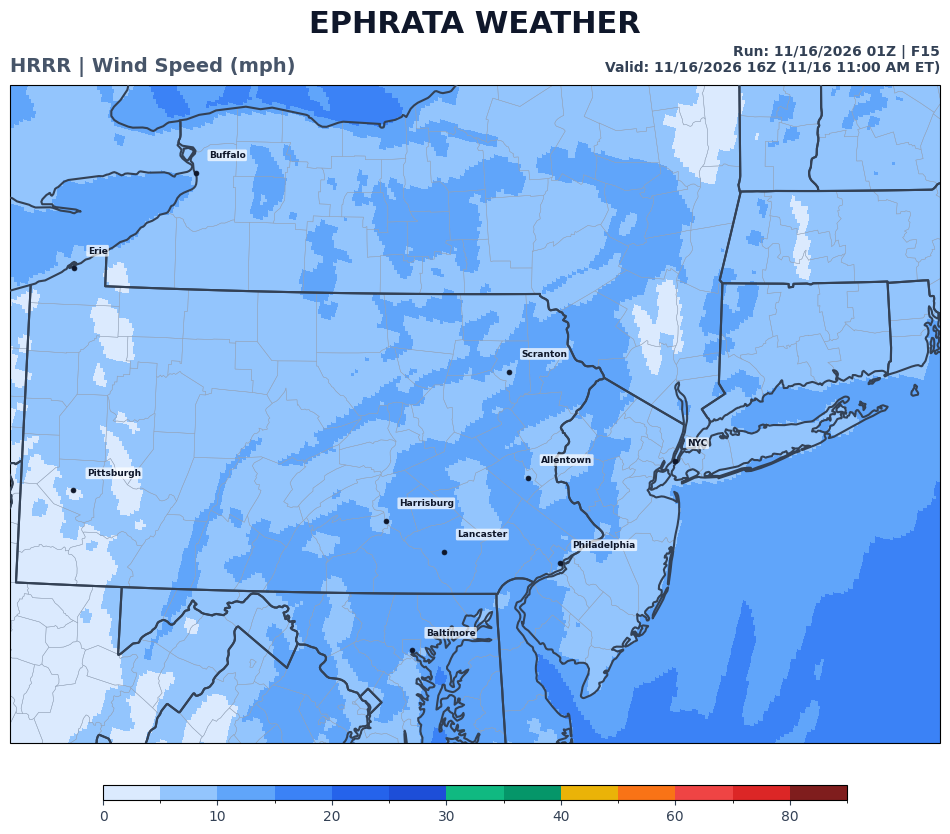 EPHRATA WEATHER
HRRR | Wind Speed (mph)
Run: 11/16/2026 01Z | F15
Valid: 11/16/2026 16Z (11/16 11:00 AM ET)
Buffalo
Erie
Scranton
NYC
Allentown
Pittsburgh
Harrisburg
Lancaster
Philadelphia
Baltimore
0 10 20 30 40 60 80